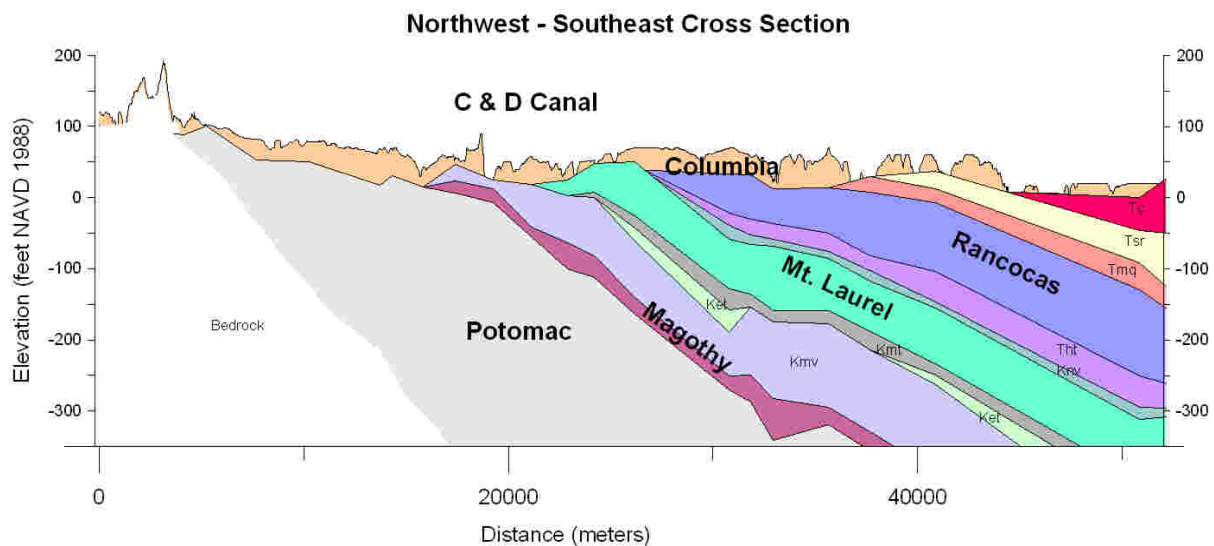 Northwest - Southeast Cross Section
200
200
C & D Canal
100
100
Columbia
0
0
Tc
Tsr
Rancocas
Tmq
-100
-100
Mt. Laurel
Ket
Bedrock
Potomac
Magothy
-200
-200
Kmt
Tht
Kmv
Knv
-300
-300
Ket
Elevation (feet NAVD 1988)
0
20000
40000
Distance (meters)